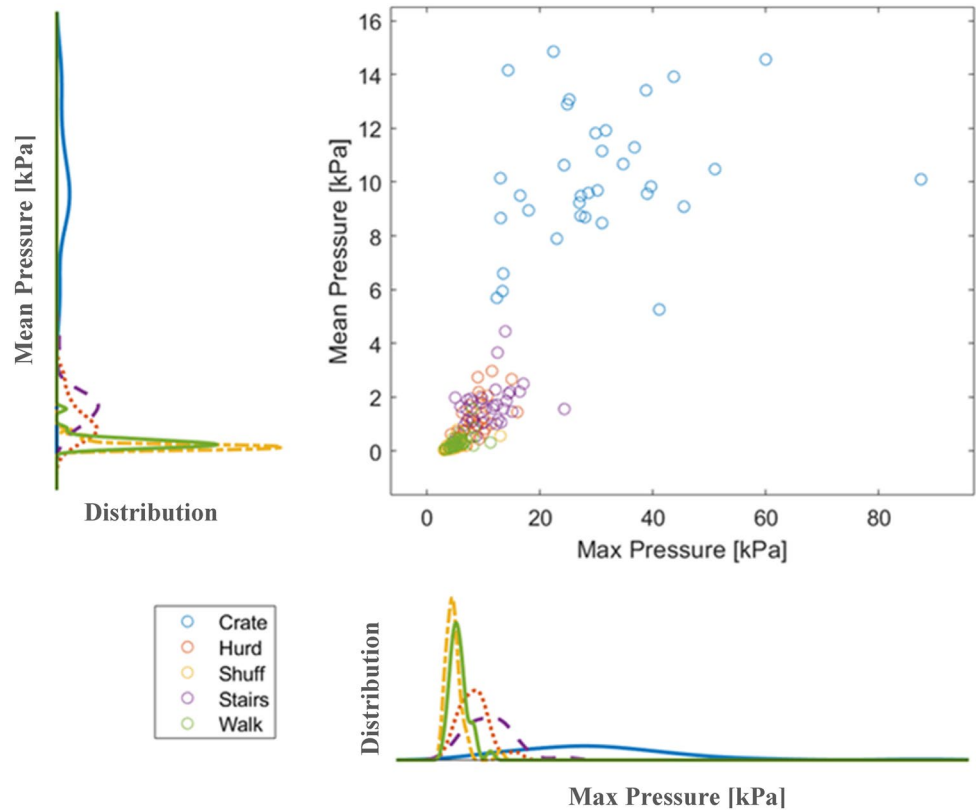 16
14
12
10
8
6
4
2
0
Mean Pressure [kPa]
Mean Pressure [kPa]
0 20 40 60 80
Max Pressure [kPa]
Distribution
Crate
Hurd
Shuff
Stairs
Walk
Distribution
Max Pressure [kPa]